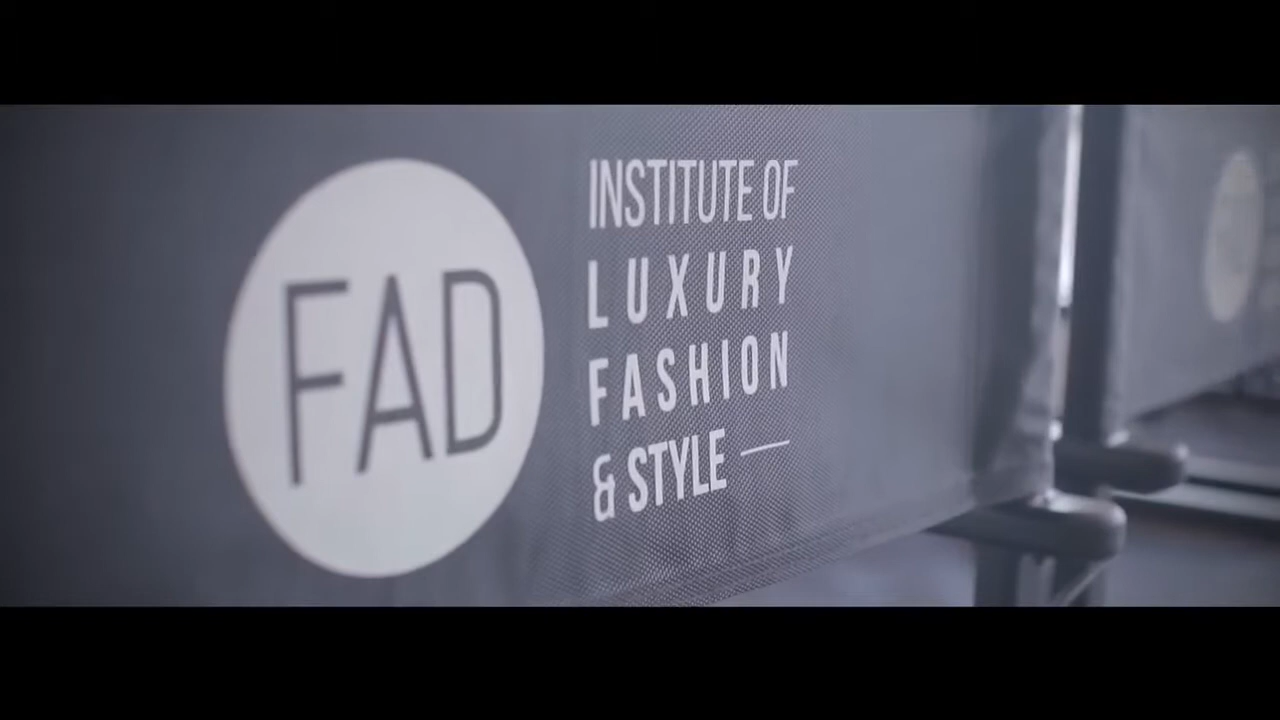 FAD
INSTITUTE OF
LUXURY
FASHION
& STYLE —